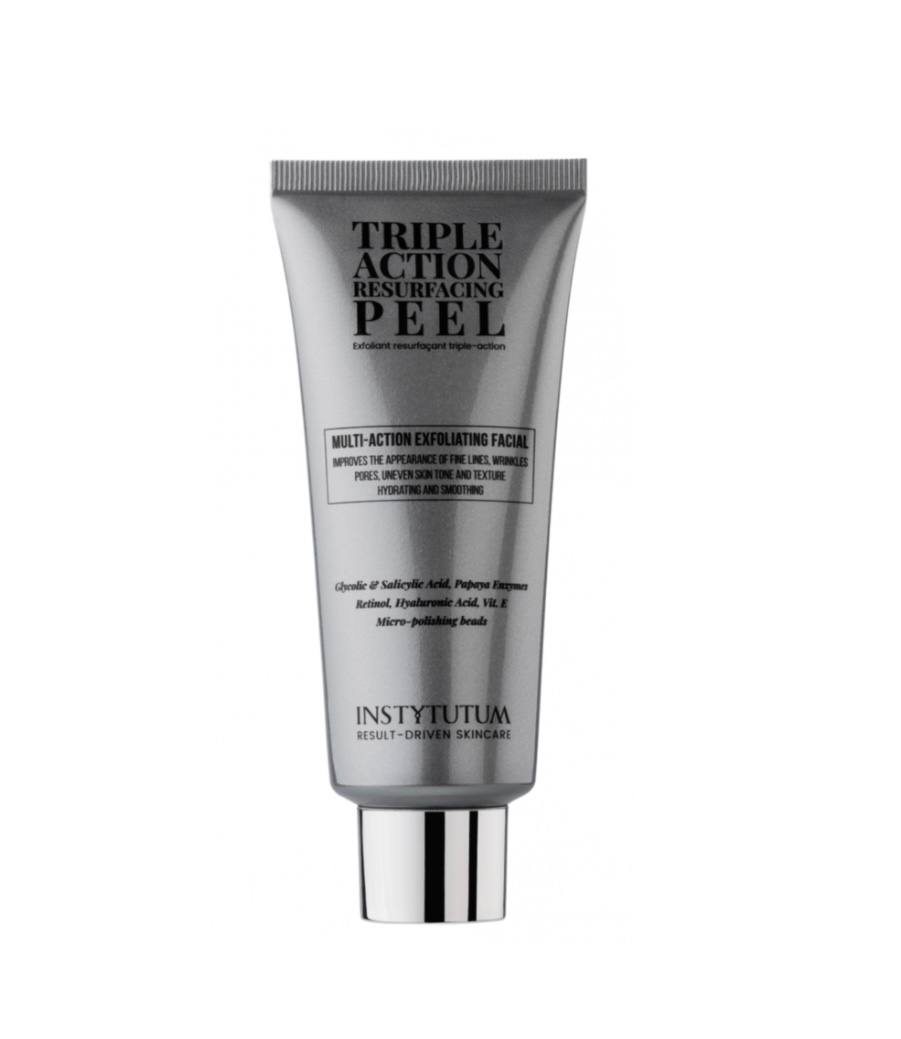 TRIPLE
ACTION
RESURFACING
PEEL
Exfoliant resurfaçant triple-action
MULTI-ACTION EXFOLIATING FACIAL
IMPROVES THE APPEARANCE OF FINE LINES, WRINKLES
PORES, UNEVEN SKIN TONE AND TEXTURE
HYDRATING AND SMOOTHING
Glycolic & Salicylic Acid, Papaya Enzymes
Retinol, Hyaluronic Acid, Vit. E
Micro-polishing beads
INSTYTUTUM
RESULT-DRIVEN SKINCARE